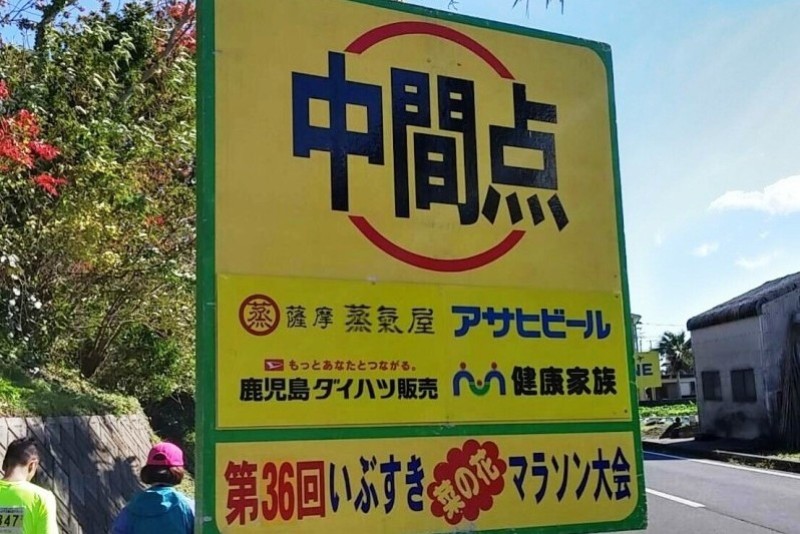 中間点
蒸 薩摩 蒸氣屋 アサヒビール
もっとあなたとつながる。
鹿児島ダイハツ販売 健康家族
第36回いぶすき菜の花マラソン大会
347
NE